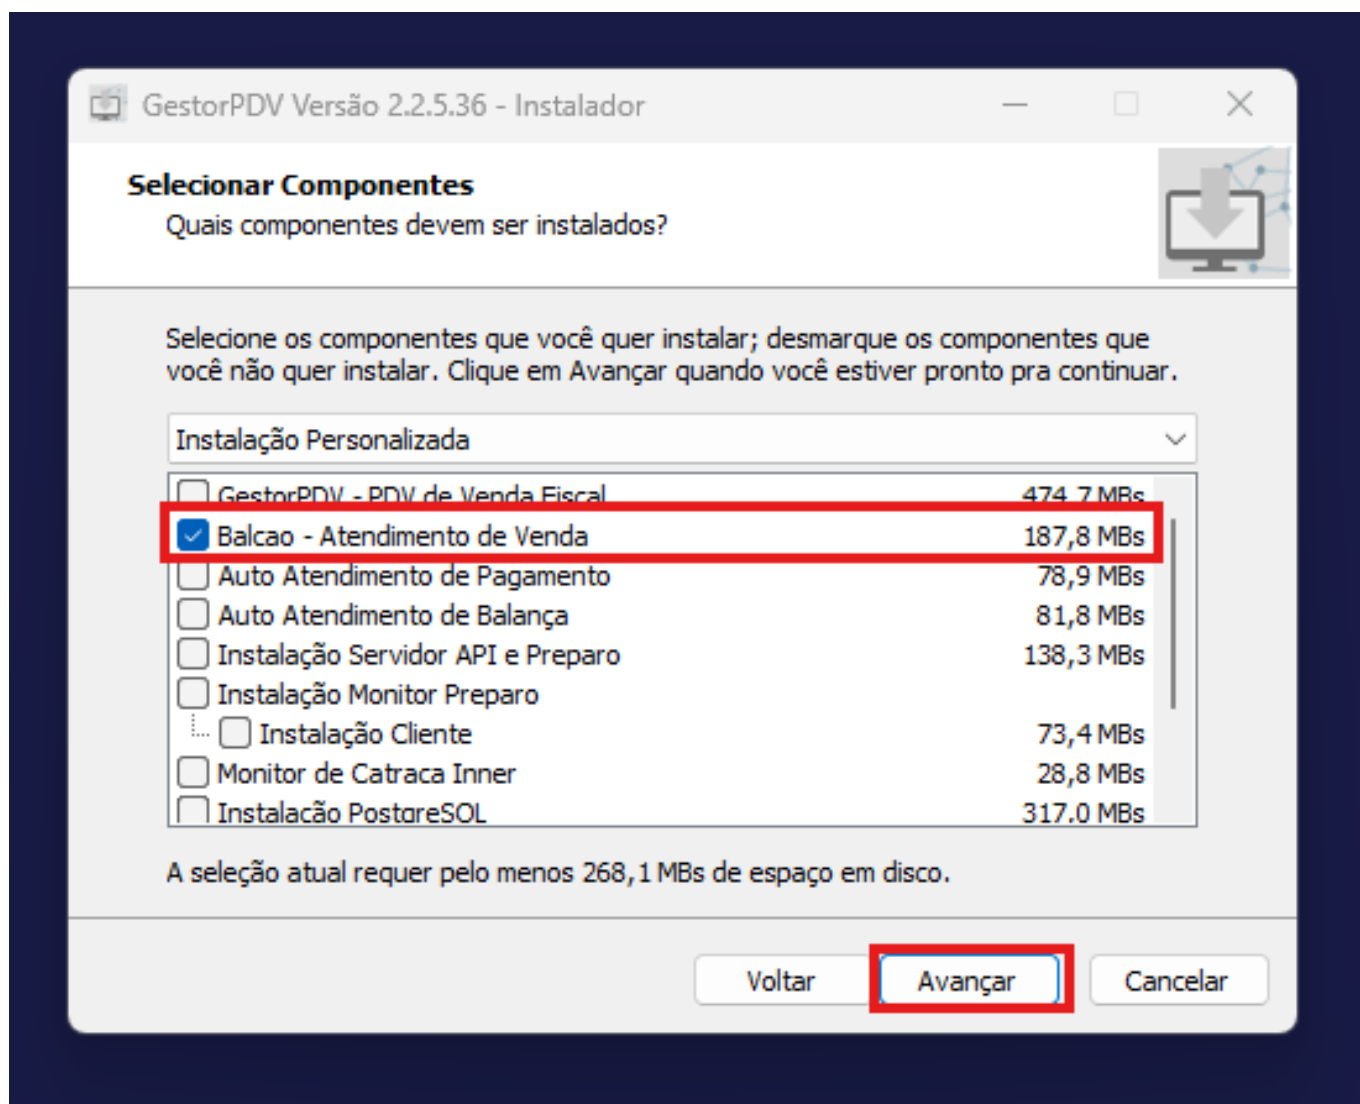 GestorPDV Versão 2.2.5.36 - Instalador
Selecionar Componentes
Quais componentes devem ser instalados?
Selecione os componentes que você quer instalar; desmarque os componentes que
você não quer instalar. Clique em Avançar quando você estiver pronto pra continuar.
Instalação Personalizada
GestorPDV - PDV de Venda Fiscal 474,7 MBs
Balcao - Atendimento de Venda 187,8 MBs
Auto Atendimento de Pagamento 78,9 MBs
Auto Atendimento de Balança 81,8 MBs
Instalação Servidor API e Preparo 138,3 MBs
Instalação Monitor Preparo
Instalação Cliente 73,4 MBs
Monitor de Catraca Inner 28,8 MBs
Instalação PostgreSQL 317,0 MBs
A seleção atual requer pelo menos 268,1 MBs de espaço em disco.
Voltar Avançar Cancelar